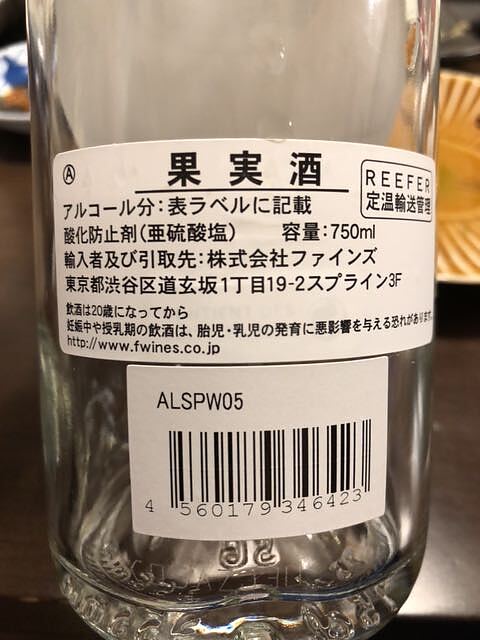 Ⓐ 果実酒
REEFER
定温輸送管理
アルコール分:表ラベルに記載
酸化防止剤(亜硫酸塩) 容量:750ml
輸入者及び引取先:株式会社ファインズ
東京都渋谷区道玄坂1丁目19-2スプライン3F
飲酒は20歳になってから
妊娠中や授乳期の飲酒は、胎児・乳児の発育に悪影響を与える恐れがあります。
http://www.fwines.co.jp
ALSPW05
4 560179 346423